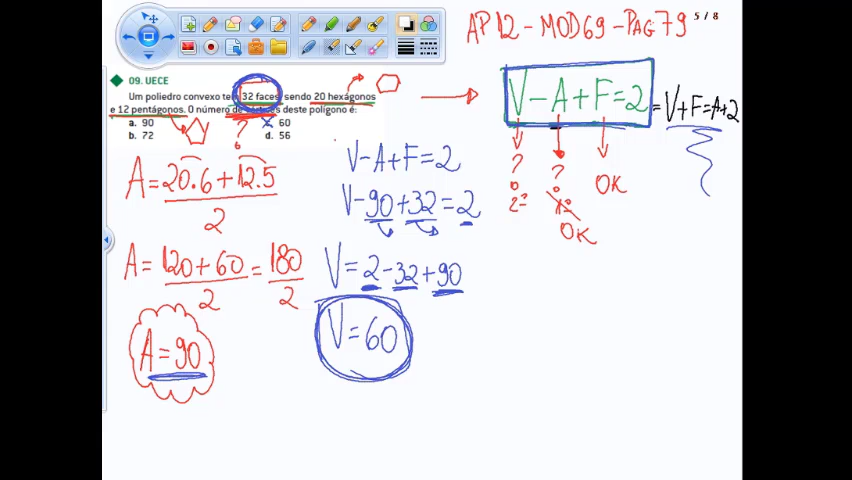 AP 12 - MOD 69 - PAG 79
5 / 8
09. UECE
Um poliedro convexo tem 32 faces, sendo 20 hexágonos
e 12 pentágonos. O número de deste polígono é:
a. 90
c. 60
b. 72
d. 56
?
V - A + F = 2
= V + F = A + 2
?
?
OK
1º
2º
OK
A = 20.6 + 12.5
2
A = 120 + 60 = 180
2
2
A = 90
V - A + F = 2
V - 90 + 32 = 2
V = 2 - 32 + 90
V = 60